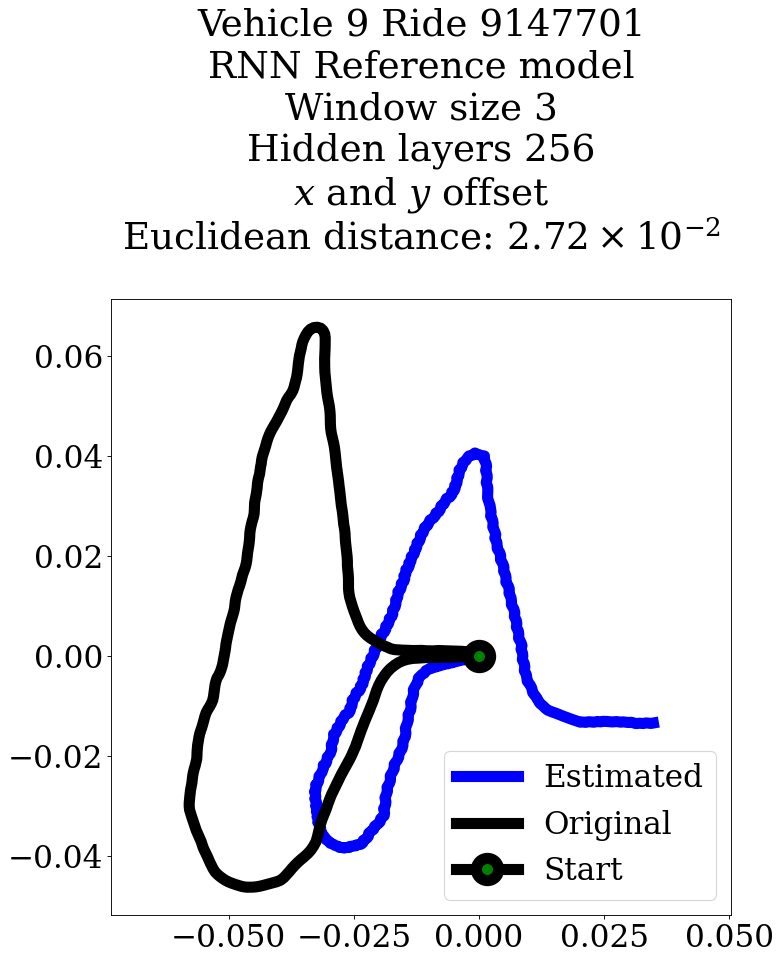 Vehicle 9 Ride 9147701
RNN Reference model
Window size 3
Hidden layers 256
x and y offset
Euclidean distance: 2.72 × 10⁻²
0.06
0.04
0.02
0.00
−0.02
−0.04
Estimated
Original
Start
−0.050 −0.025 0.000 0.025 0.050